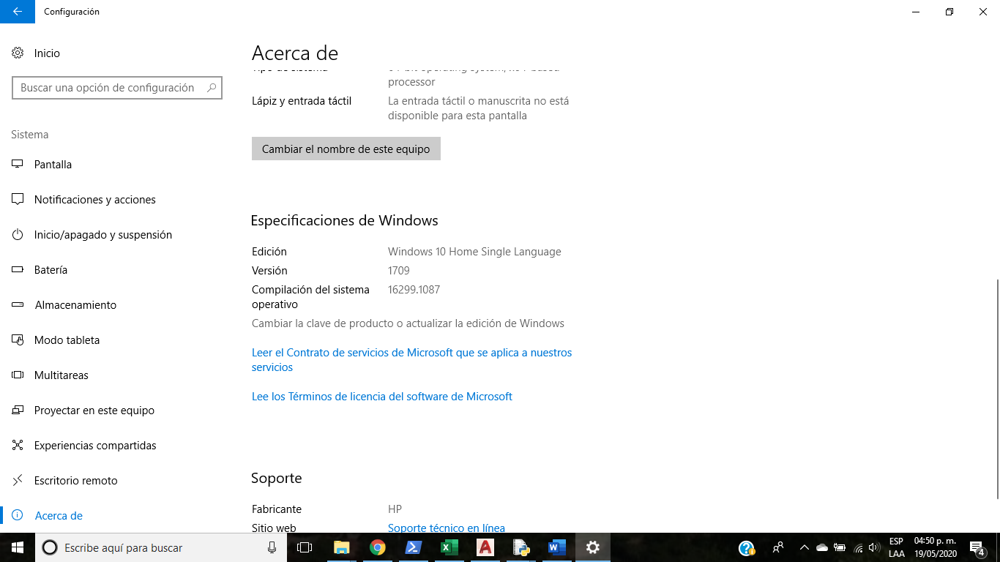 Configuración
Inicio
Buscar una opción de configuración
Sistema
Pantalla
Notificaciones y acciones
Inicio/apagado y suspensión
Batería
Almacenamiento
Modo tableta
Multitareas
Proyectar en este equipo
Experiencias compartidas
Escritorio remoto
Acerca de
Acerca de
processor
Lápiz y entrada táctil La entrada táctil o manuscrita no está
disponible para esta pantalla
Cambiar el nombre de este equipo
Especificaciones de Windows
Edición Windows 10 Home Single Language
Versión 1709
Compilación del sistema 16299.1087
operativo
Cambiar la clave de producto o actualizar la edición de Windows
Leer el Contrato de servicios de Microsoft que se aplica a nuestros
servicios
Lee los Términos de licencia del software de Microsoft
Soporte
Fabricante HP
Sitio web Soporte técnico en línea
Escribe aquí para buscar
ESP 04:50 p. m.
LAA 19/05/2020
4